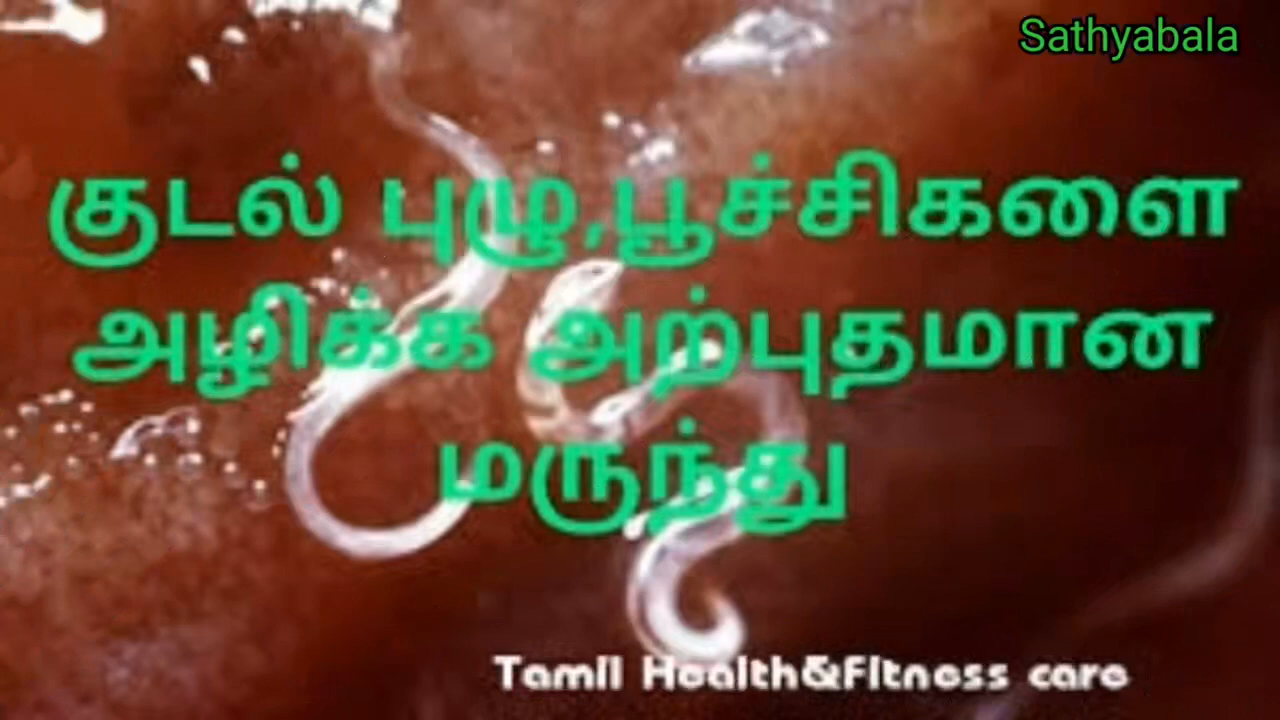 Sathyabala
குடல் புழு,பூச்சிகளை
அழிக்க அற்புதமான
மருந்து
Tamil Health&Fitness care